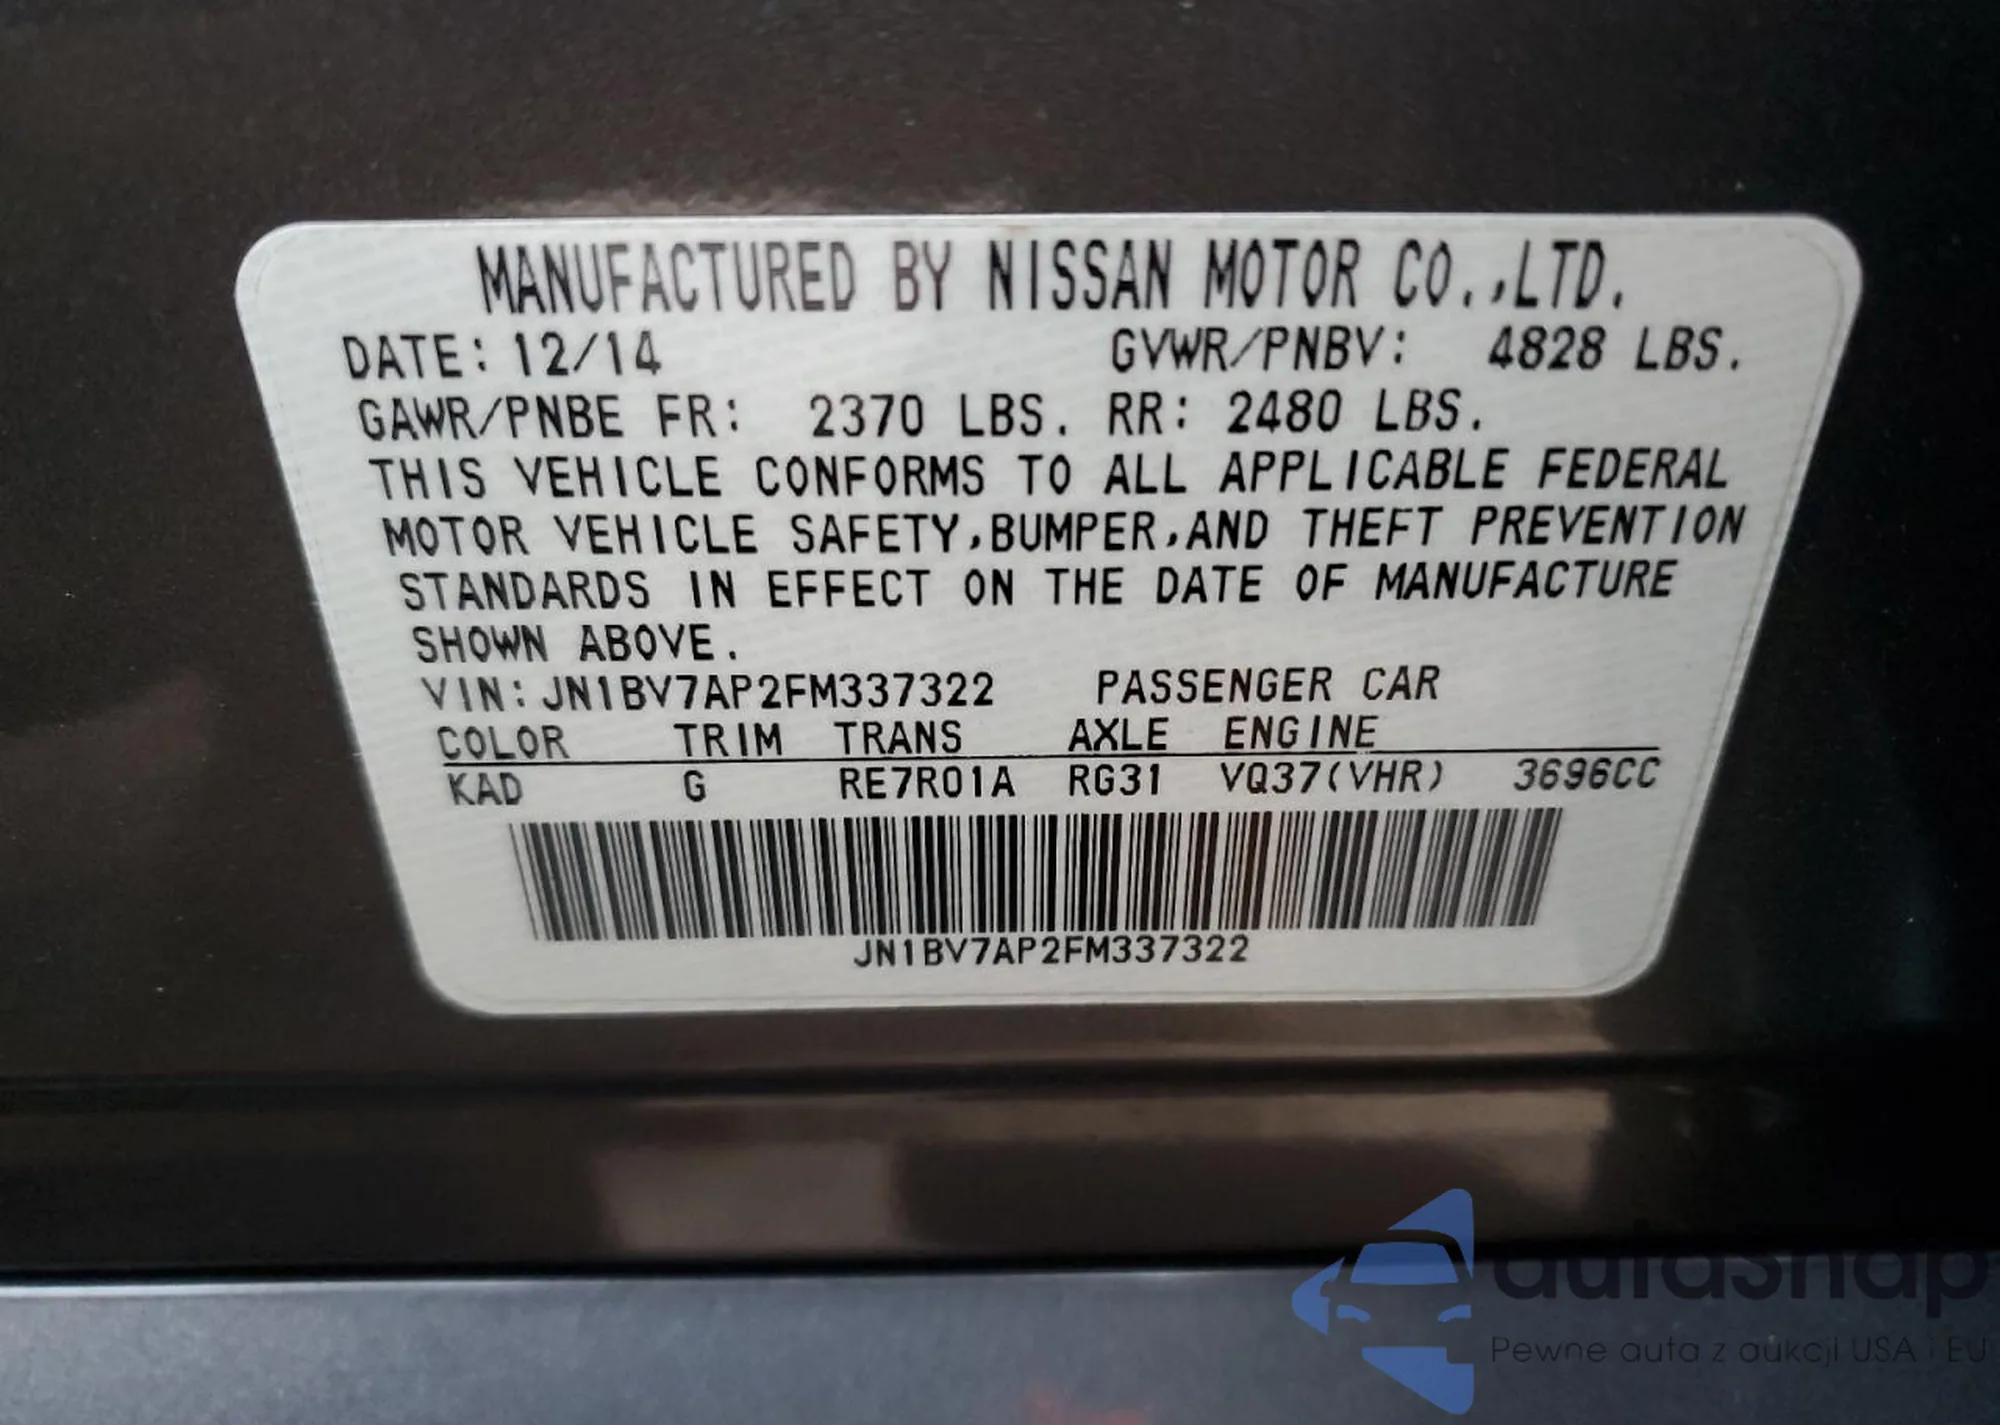 MANUFACTURED BY NISSAN MOTOR CO.,LTD.
DATE: 12/14 GVWR/PNBV: 4828 LBS.
GAWR/PNBE FR: 2370 LBS. RR: 2480 LBS.
THIS VEHICLE CONFORMS TO ALL APPLICABLE FEDERAL
MOTOR VEHICLE SAFETY,BUMPER,AND THEFT PREVENTION
STANDARDS IN EFFECT ON THE DATE OF MANUFACTURE
SHOWN ABOVE.
VIN: JN1BV7AP2FM337322 PASSENGER CAR
COLOR TRIM TRANS AXLE ENGINE
KAD G RE7R01A RG31 VQ37(VHR) 3696CC
JN1BV7AP2FM337322
autasnap
Pewne auta z aukcji USA i EU